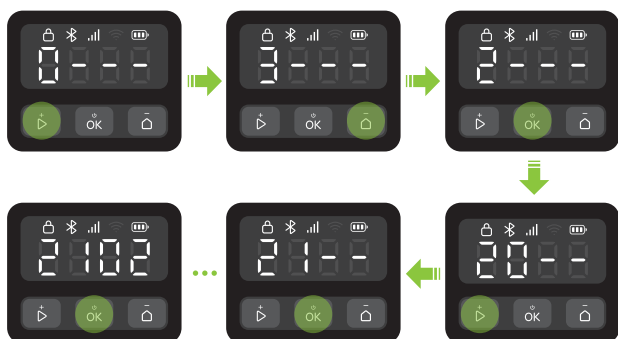 0---
+ OK −
3---
+ OK −
2---
+ OK −
20--
+ OK −
21--
+ OK −
2102
+ OK −